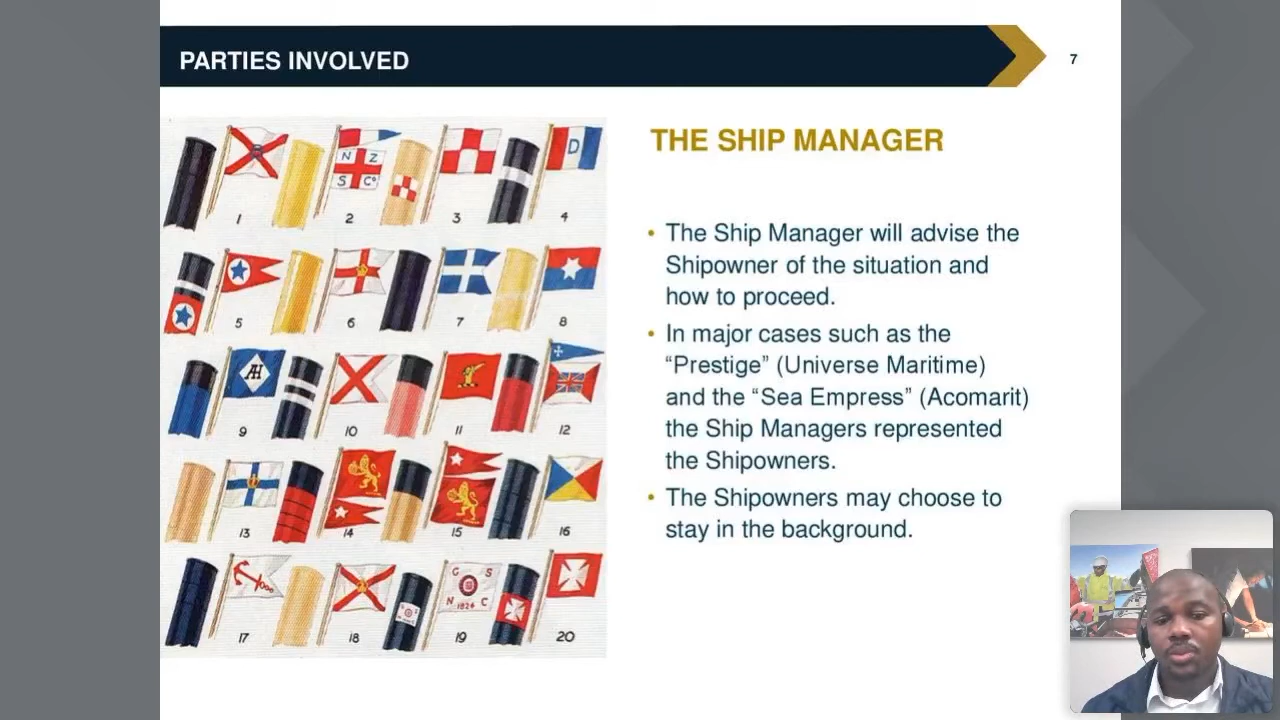 PARTIES INVOLVED
7
THE SHIP MANAGER
• The Ship Manager will advise the
Shipowner of the situation and
how to proceed.
• In major cases such as the
“Prestige” (Universe Maritime)
and the “Sea Empress” (Acomarit)
the Ship Managers represented
the Shipowners.
• The Shipowners may choose to
stay in the background.
N Z
S Cº
D
1
2
3
4
5
6
7
8
AH
9
10
11
12
13
14
15
16
G S
1824
N C
17
18
19
20